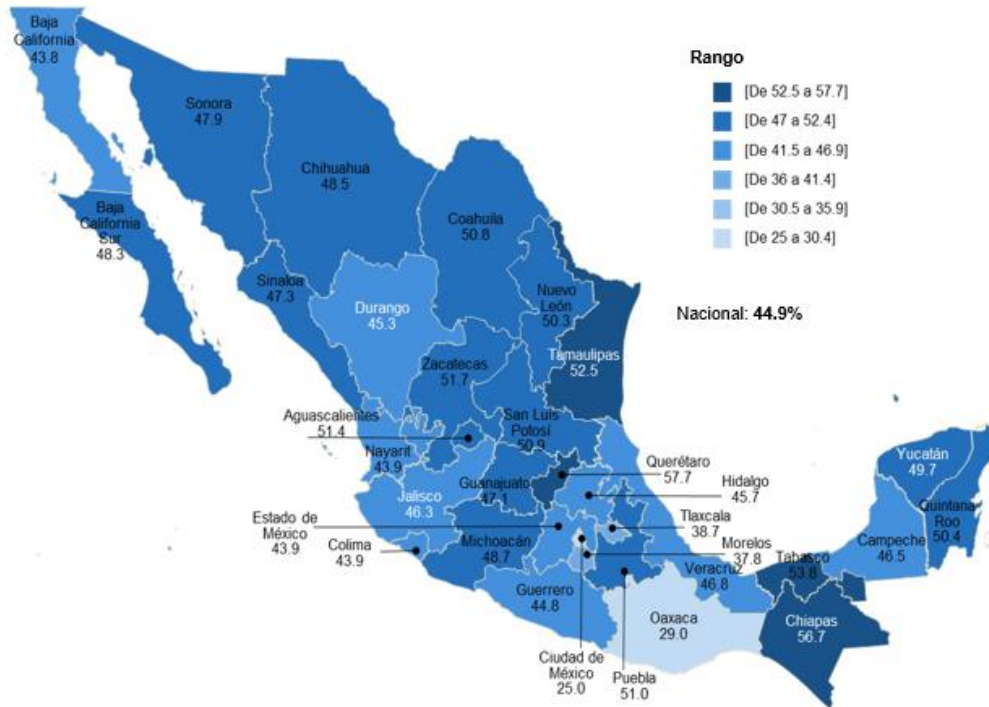 Baja
California
43.8
Rango
[De 52.5 a 57.7]
[De 47 a 52.4]
[De 41.5 a 46.9]
[De 36 a 41.4]
[De 30.5 a 35.9]
[De 25 a 30.4]
Nacional: 44.9%
Sonora
47.9
Chihuahua
48.5
Coahuila
50.8
Baja
California
Sur
48.3
Sinaloa
47.3
Durango
45.3
Nuevo
León
50.3
Tamaulipas
52.5
Zacatecas
51.7
Aguascalientes
51.4
San Luis
Potosí
50.9
Nayarit
43.9
Guanajuato
47.1
Querétaro
57.7
Hidalgo
45.7
Yucatán
49.7
Jalisco
46.3
Quintana
Roo
50.4
Estado de
México
43.9
Colima
43.9
Michoacán
48.7
Tlaxcala
38.7
Morelos
37.8
Veracruz
46.8
Campeche
46.5
Tabasco
53.8
Guerrero
44.8
Oaxaca
29.0
Chiapas
56.7
Ciudad de
México
25.0
Puebla
51.0